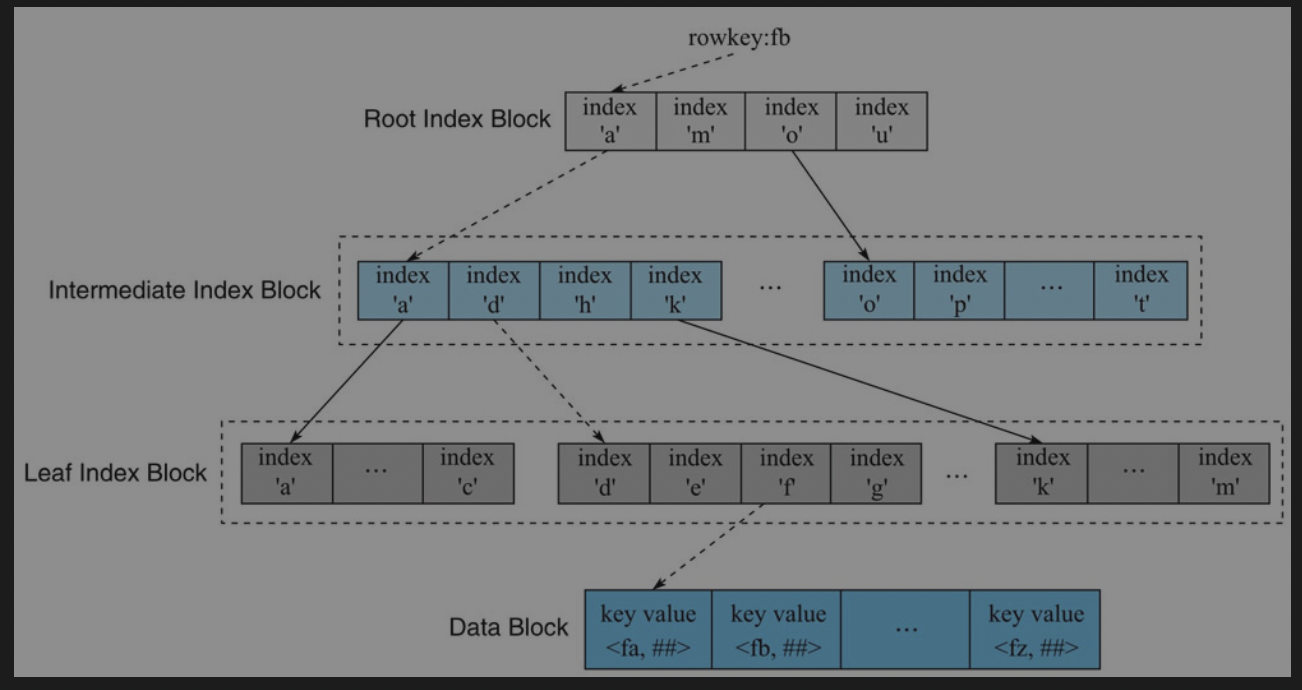 rowkey:fb
Root Index Block
index 'a'
index 'm'
index 'o'
index 'u'
Intermediate Index Block
index 'a'
index 'd'
index 'h'
index 'k'
...
index 'o'
index 'p'
...
index 't'
Leaf Index Block
index 'a'
...
index 'c'
index 'd'
index 'e'
index 'f'
index 'g'
...
index 'k'
...
index 'm'
Data Block
key value <fa, ##>
key value <fb, ##>
...
key value <fz, ##>